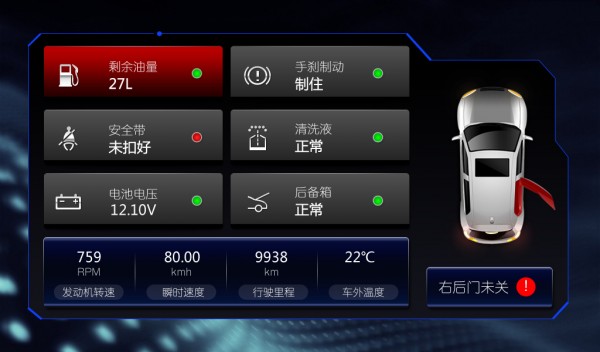 剩余油量
27L
手刹制动
制住
安全带
未扣好
清洗液
正常
电池电压
12.10V
后备箱
正常
759
RPM
发动机转速
80.00
kmh
瞬时速度
9938
km
行驶里程
22℃
车外温度
右后门未关
!